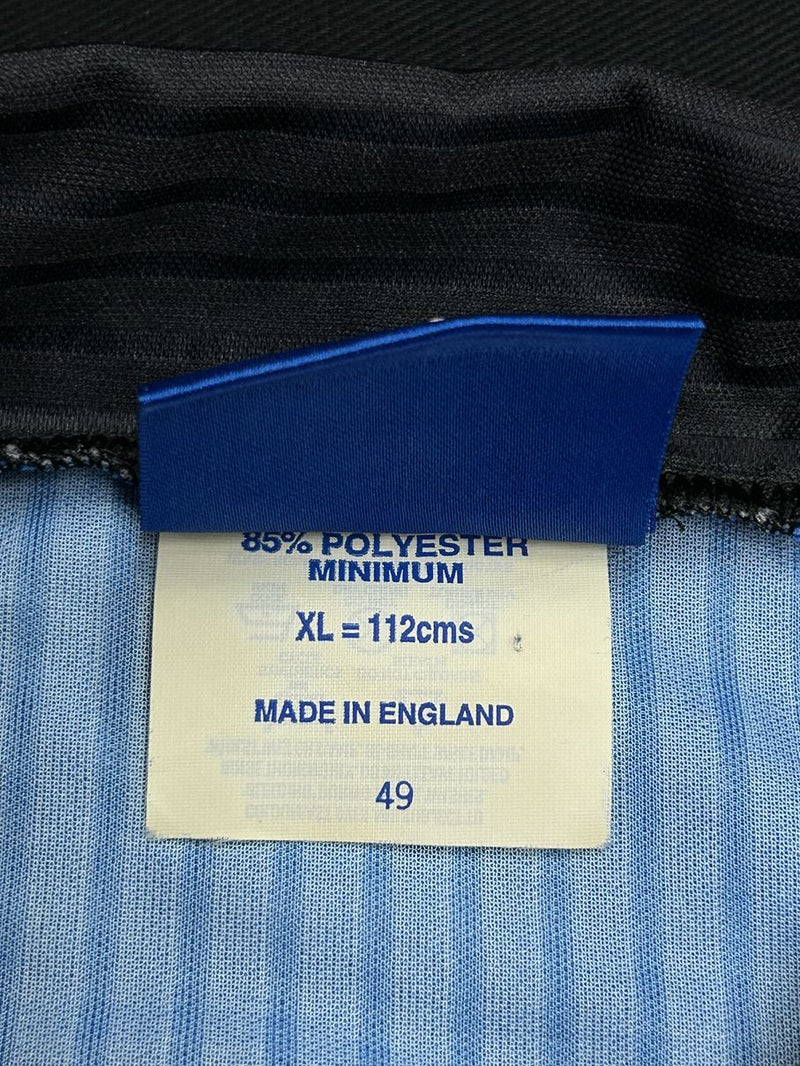 85% POLYESTER
MINIMUM
XL = 112cms
MADE IN ENGLAND
49